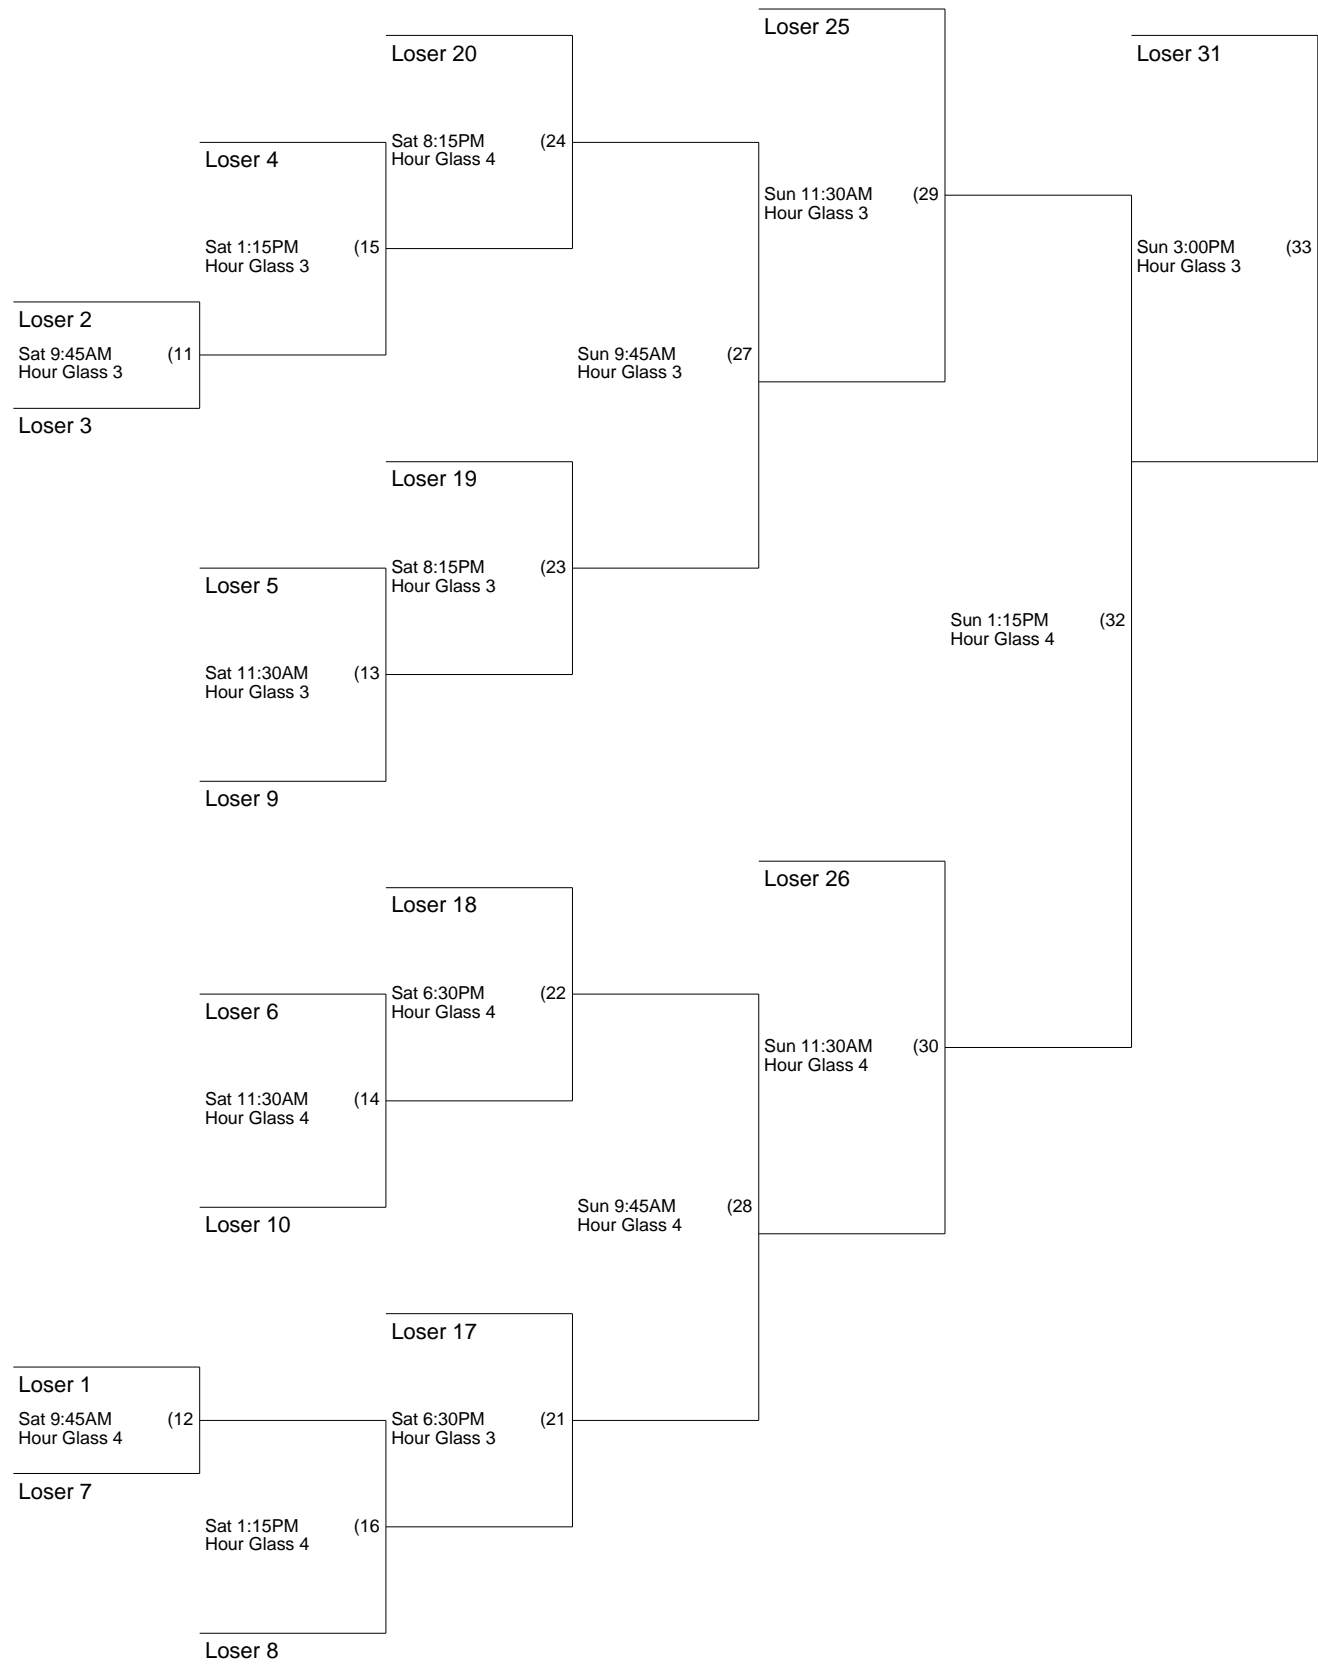 Loser 25
Loser 20
Loser 31
Sat 8:15PM (24
Hour Glass 4
Loser 4
Sun 11:30AM (29
Hour Glass 3
Sat 1:15PM (15
Hour Glass 3
Sun 3:00PM (33
Hour Glass 3
Loser 2
Sat 9:45AM (11
Hour Glass 3
Sun 9:45AM (27
Hour Glass 3
Loser 3
Loser 19
Sat 8:15PM (23
Hour Glass 3
Loser 5
Sun 1:15PM (32
Hour Glass 4
Sat 11:30AM (13
Hour Glass 3
Loser 9
Loser 26
Loser 18
Sat 6:30PM (22
Hour Glass 4
Loser 6
Sun 11:30AM (30
Hour Glass 4
Sat 11:30AM (14
Hour Glass 4
Sun 9:45AM (28
Hour Glass 4
Loser 10
Loser 17
Loser 1
Sat 9:45AM (12
Hour Glass 4
Sat 6:30PM (21
Hour Glass 3
Loser 7
Sat 1:15PM (16
Hour Glass 4
Loser 8